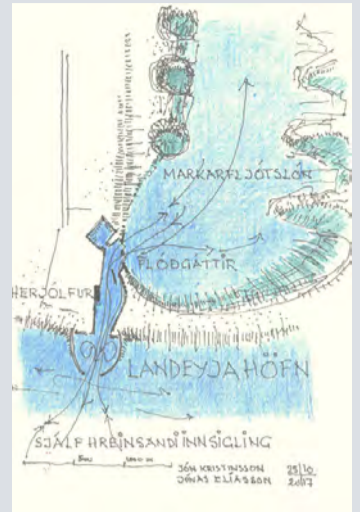 MARKARFLJÓTSLÓN
FLÓÐGÁTTIR
HERJÓLFUR
LANDEYJAHÖFN
SJÁLFHREINSANDI INNSIGLING
JÓN KRISTINSSON 25/10
JÓNAS ELÍASSON 2017